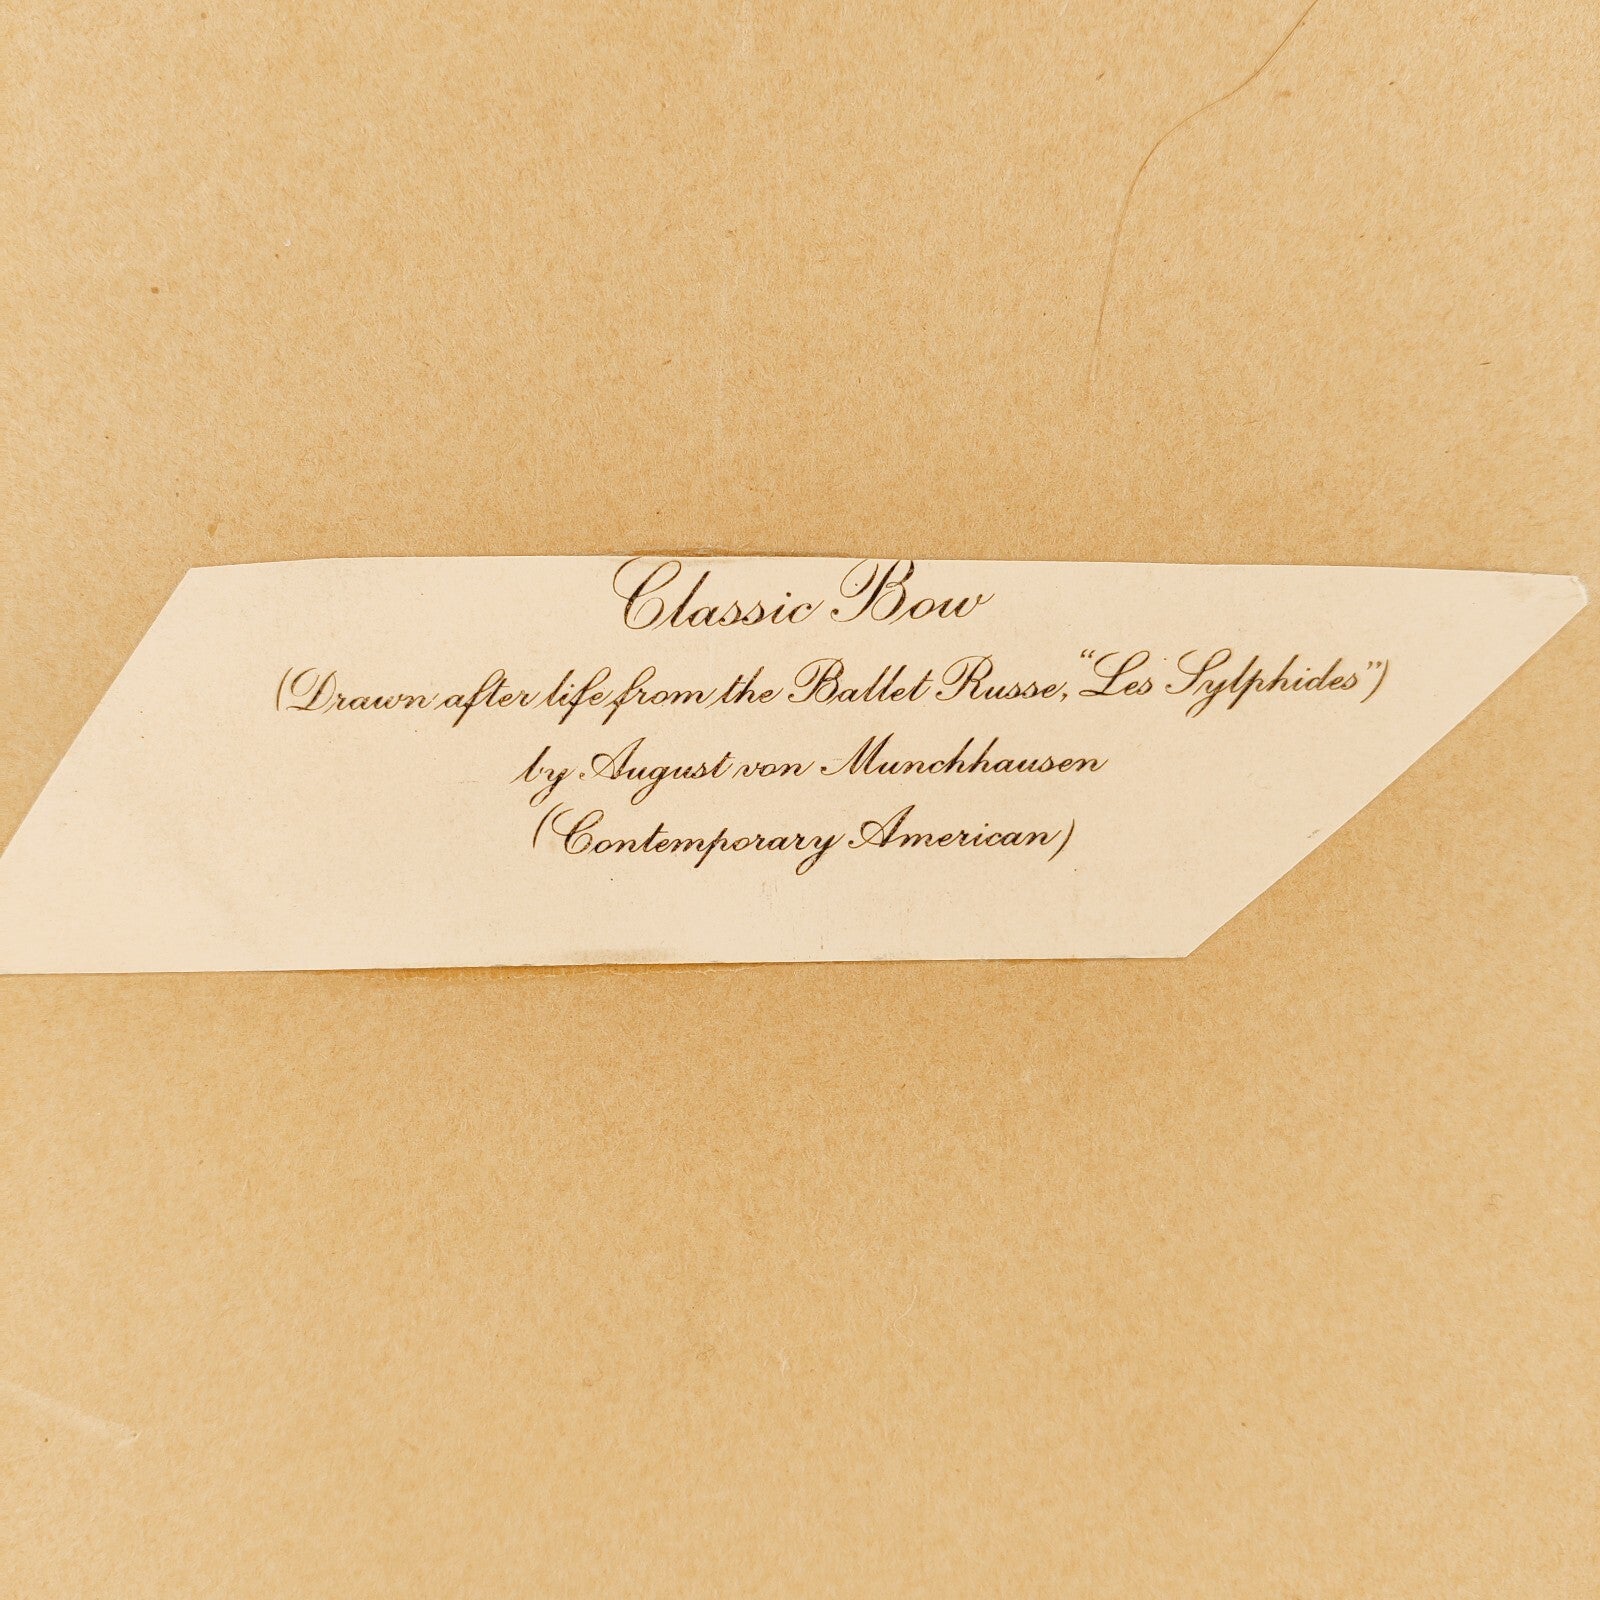 Classic Bow
(Drawn after life from the Ballet Russe, "Les Sylphides")
by August von Munchhausen
(Contemporary American)